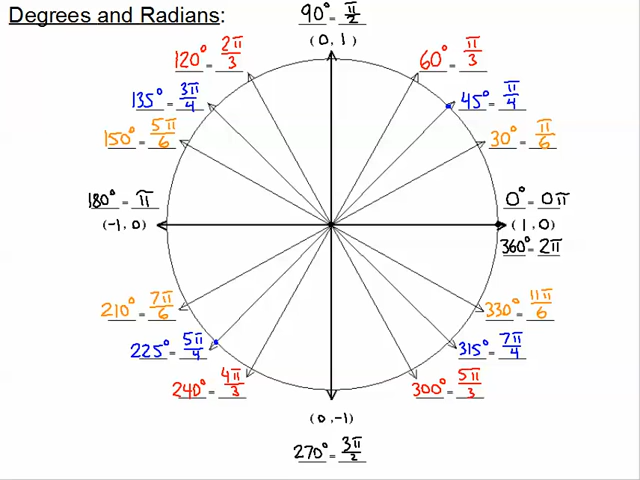 Degrees and Radians:
90° = π/2
(0, 1)
120° = 2π/3
60° = π/3
135° = 3π/4
45° = π/4
150° = 5π/6
30° = π/6
180° = π
0° = 0π
(-1, 0)
(1, 0)
360° = 2π
210° = 7π/6
330° = 11π/6
225° = 5π/4
315° = 7π/4
240° = 4π/3
300° = 5π/3
(0, -1)
270° = 3π/2